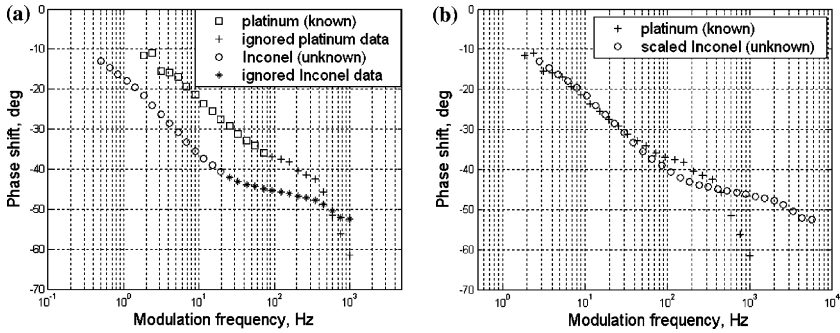 (a)
Phase shift, deg
-10
-20
-30
-40
-50
-60
-70
10^-1
10^0
10^1
10^2
10^3
Modulation frequency, Hz
platinum (known)
ignored platinum data
Inconel (unknown)
ignored Inconel data
(b)
Phase shift, deg
0
-10
-20
-30
-40
-50
-60
-70
10^0
10^1
10^2
10^3
10^4
Modulation frequency, Hz
platinum (known)
scaled Inconel (unknown)